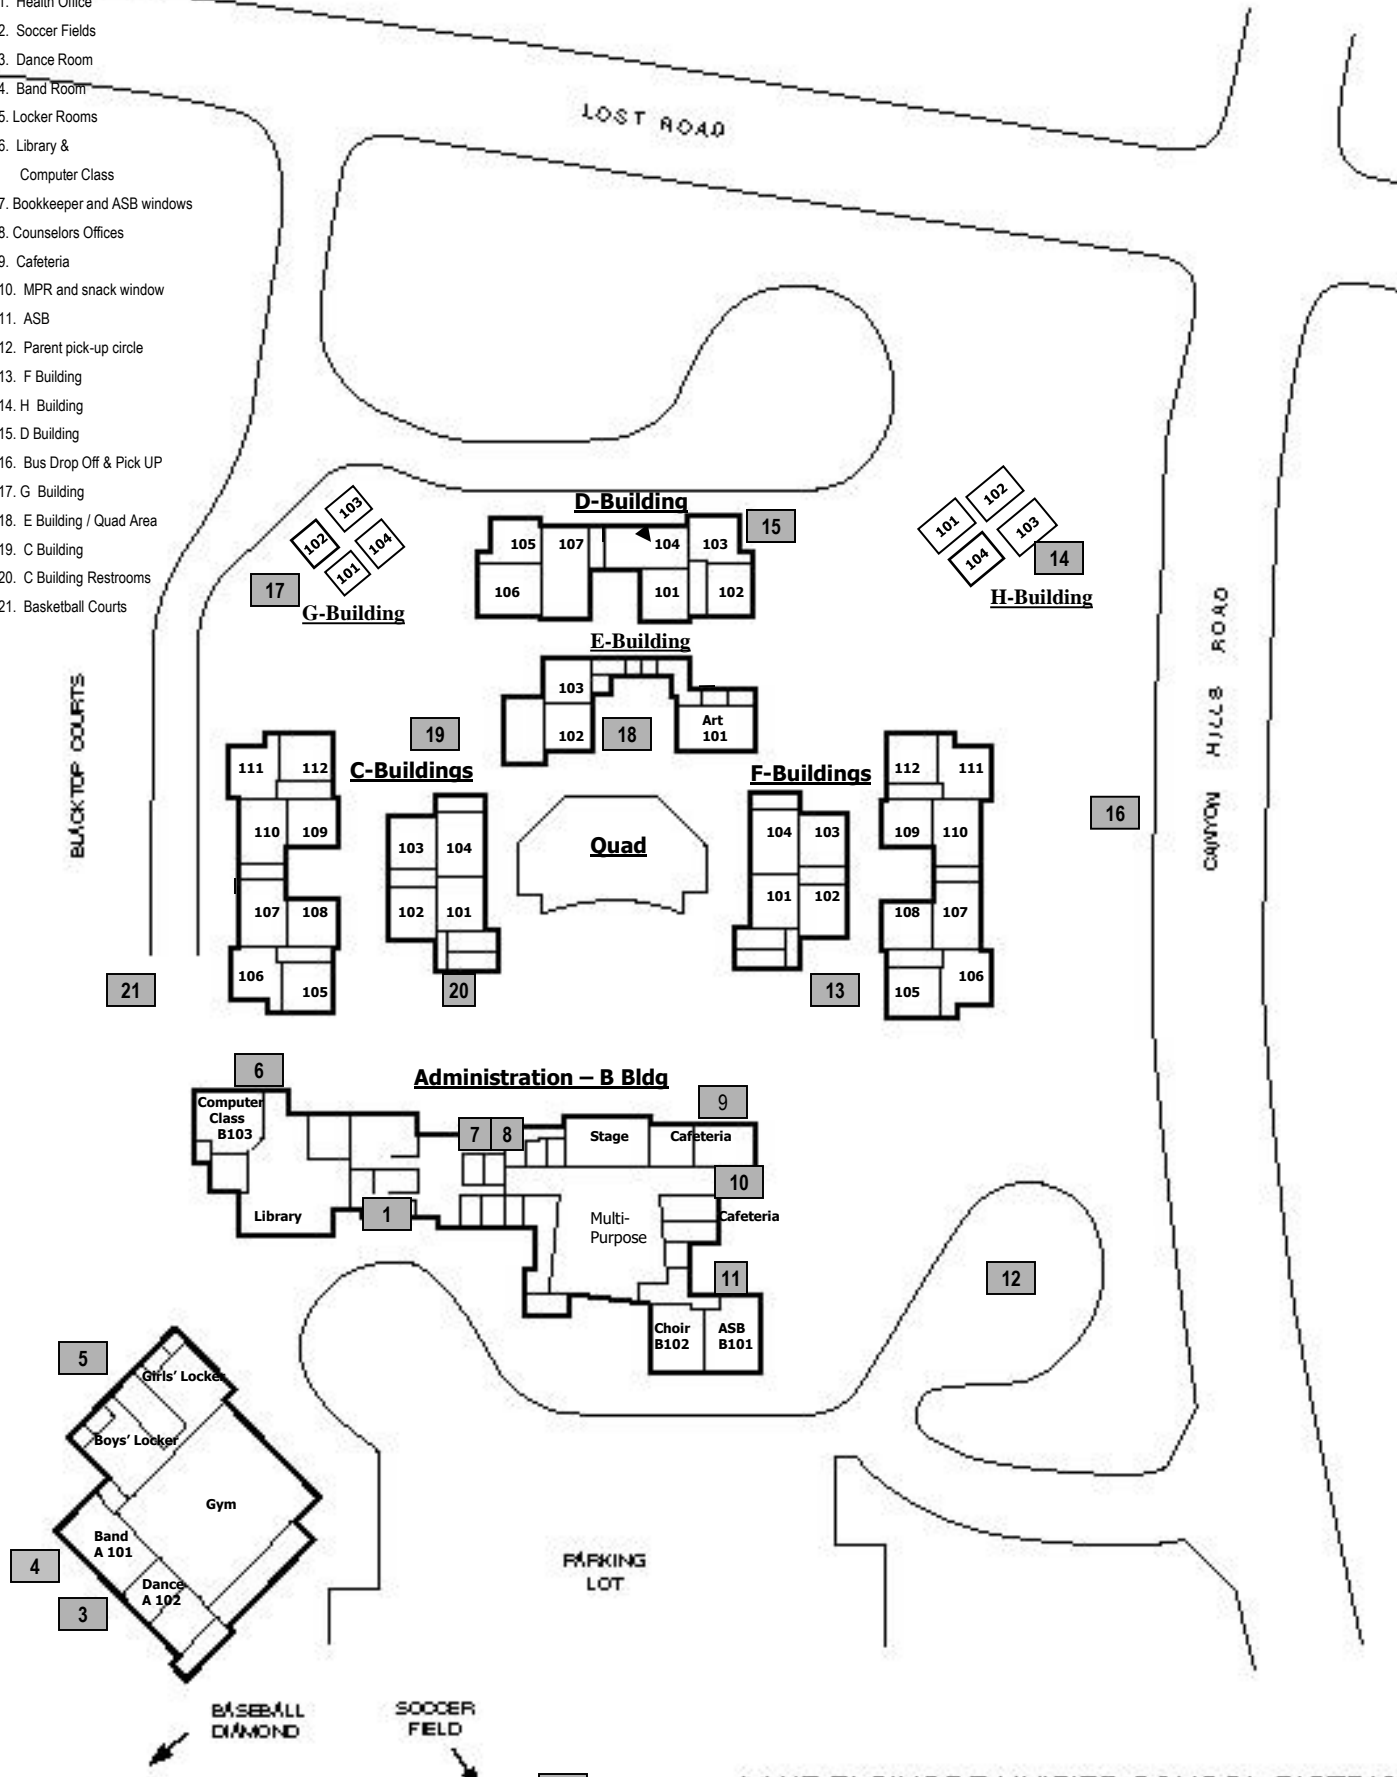 1. Health Office
2. Soccer Fields
3. Dance Room
4. Band Room
5. Locker Rooms
6. Library &
Computer Class
7. Bookkeeper and ASB windows
8. Counselors Offices
9. Cafeteria
10. MPR and snack window
11. ASB
12. Parent pick-up circle
13. F Building
14. H Building
15. D Building
16. Bus Drop Off & Pick UP
17. G Building
18. E Building / Quad Area
19. C Building
20. C Building Restrooms
21. Basketball Courts
LOST ROAD
CANYON HILLS ROAD
BLACKTOP COURTS
103
102
104
101
17
G-Building
D-Building
15
105
107
104
103
106
101
102
102
101
103
104
14
H-Building
E-Building
103
102
18
Art
101
19
C-Buildings
111
112
110
109
107
108
106
105
103
104
102
101
20
21
Quad
F-Buildings
104
103
101
102
13
112
111
109
110
108
107
106
105
16
Administration – B Bldg
6
Computer
Class
B103
Library
1
7
8
Stage
9
Cafeteria
10
Multi-
Purpose
Cafeteria
11
Choir
B102
ASB
B101
12
5
Girls' Locker
Boys' Locker
Gym
Band
A 101
4
Dance
A 102
3
PARKING
LOT
BASEBALL
DIAMOND
SOCCER
FIELD